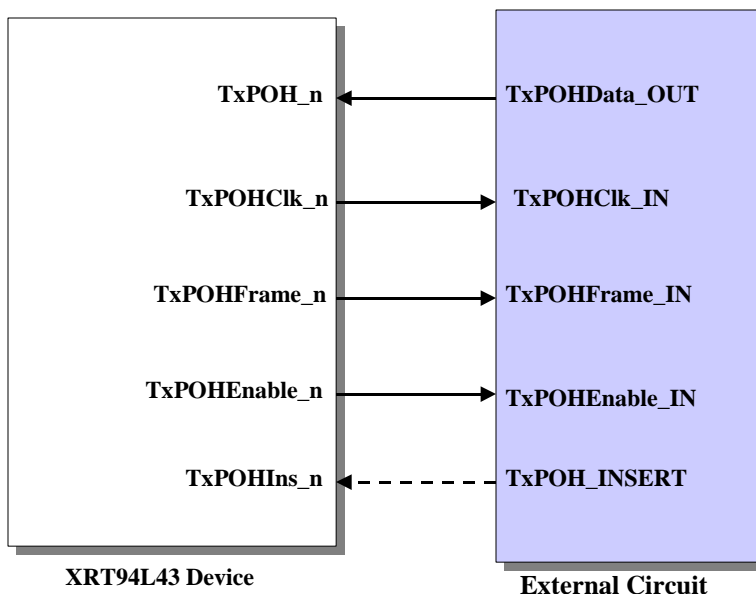 TxPOH_n
TxPOHData_OUT
TxPOHClk_n
TxPOHClk_IN
TxPOHFrame_n
TxPOHFrame_IN
TxPOHEnable_n
TxPOHEnable_IN
TxPOHIns_n
TxPOH_INSERT
XRT94L43 Device
External Circuit